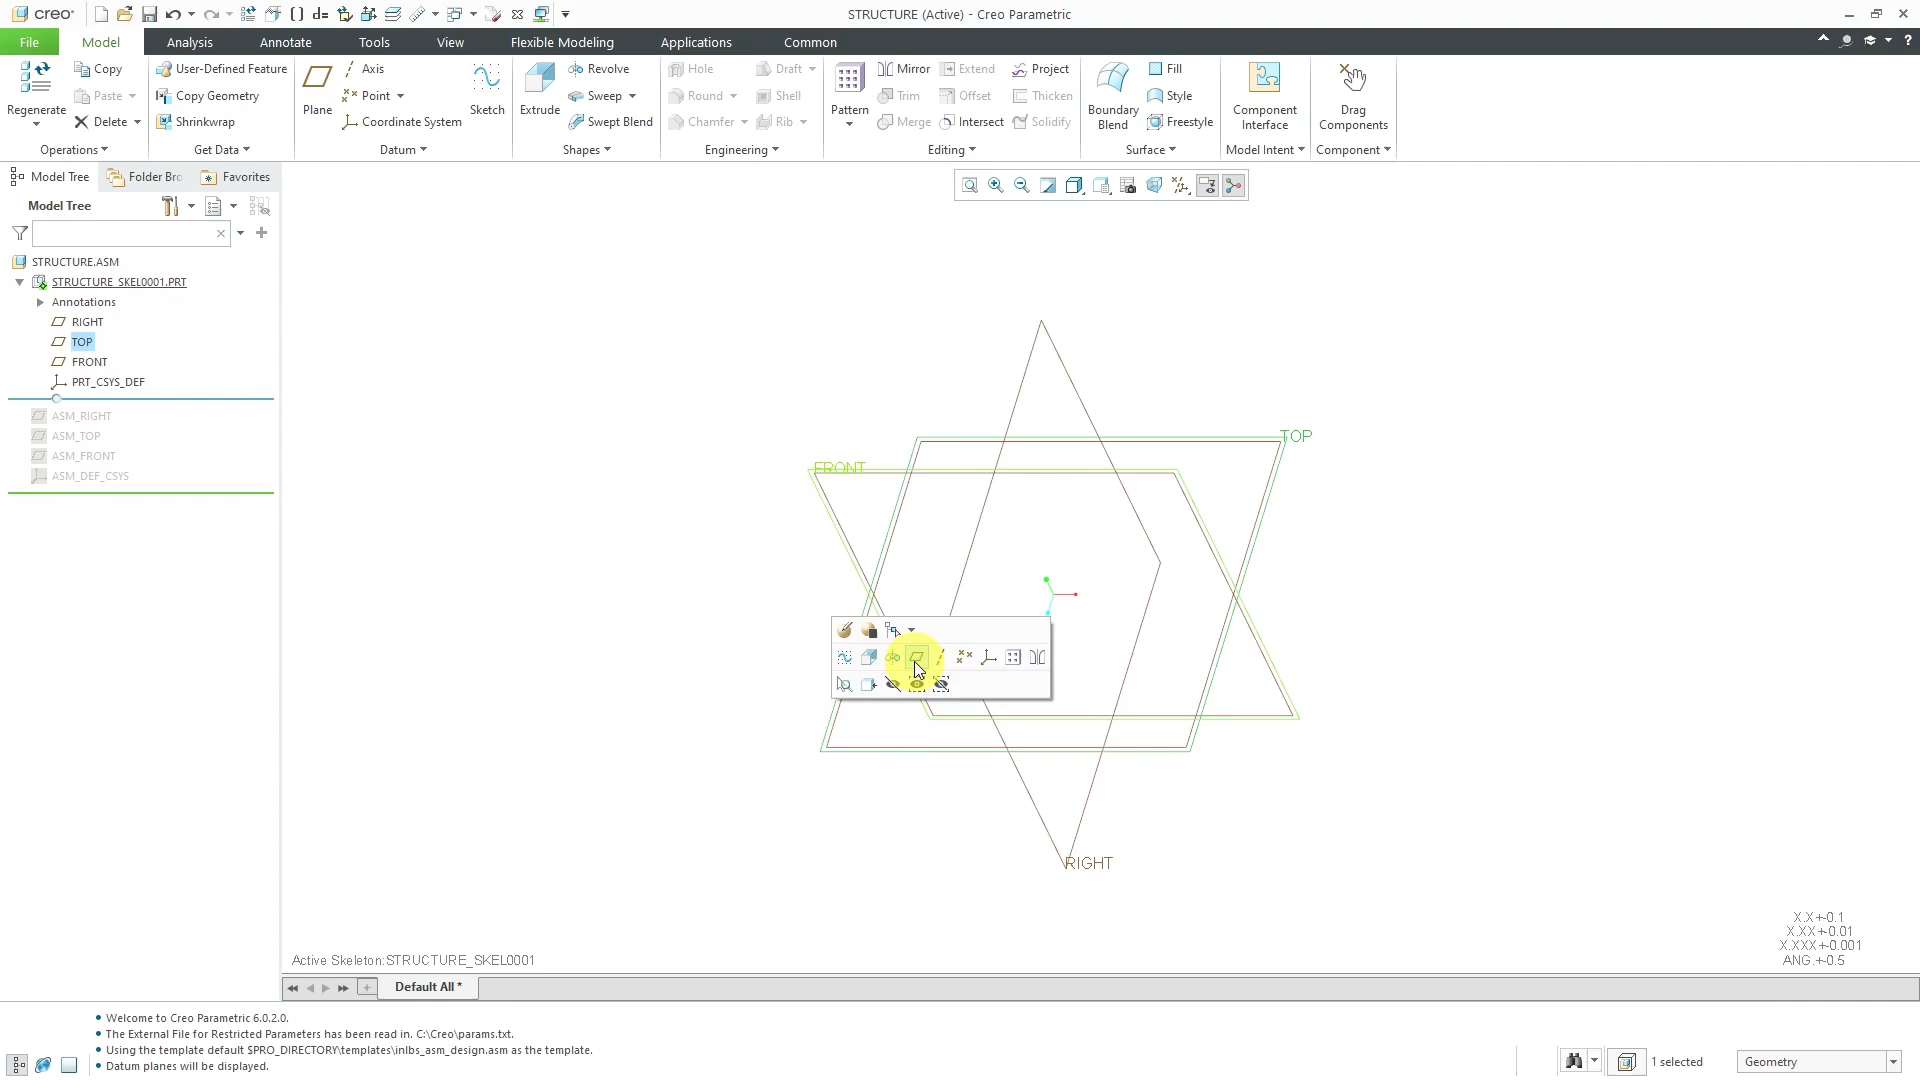 creo
STRUCTURE (Active) - Creo Parametric
File
Model
Analysis
Annotate
Tools
View
Flexible Modeling
Applications
Common
Regenerate
Copy
Paste
Delete
Operations
User-Defined Feature
Copy Geometry
Shrinkwrap
Get Data
Plane
Axis
Point
Coordinate System
Sketch
Datum
Extrude
Revolve
Sweep
Swept Blend
Shapes
Hole
Round
Chamfer
Draft
Shell
Rib
Engineering
Pattern
Mirror
Trim
Merge
Extend
Offset
Intersect
Project
Thicken
Solidify
Editing
Boundary
Blend
Fill
Style
Freestyle
Surface
Component
Interface
Model Intent
Drag
Components
Component
Model Tree
Folder Bro
Favorites
Model Tree
STRUCTURE.ASM
STRUCTURE_SKEL0001.PRT
Annotations
RIGHT
TOP
FRONT
PRT_CSYS_DEF
ASM_RIGHT
ASM_TOP
ASM_FRONT
ASM_DEF_CSYS
TOP
FRONT
RIGHT
X.X+-0.1
X.XX+-0.01
X.XXX+-0.001
ANG.+-0.5
Active Skeleton:STRUCTURE_SKEL0001
Default All *
• Welcome to Creo Parametric 6.0.2.0.
• The External File for Restricted Parameters has been read in. C:\Creo\params.txt.
• Using the template default $PRO_DIRECTORY\templates\inlbs_asm_design.asm as the template.
• Datum planes will be displayed.
1 selected
Geometry